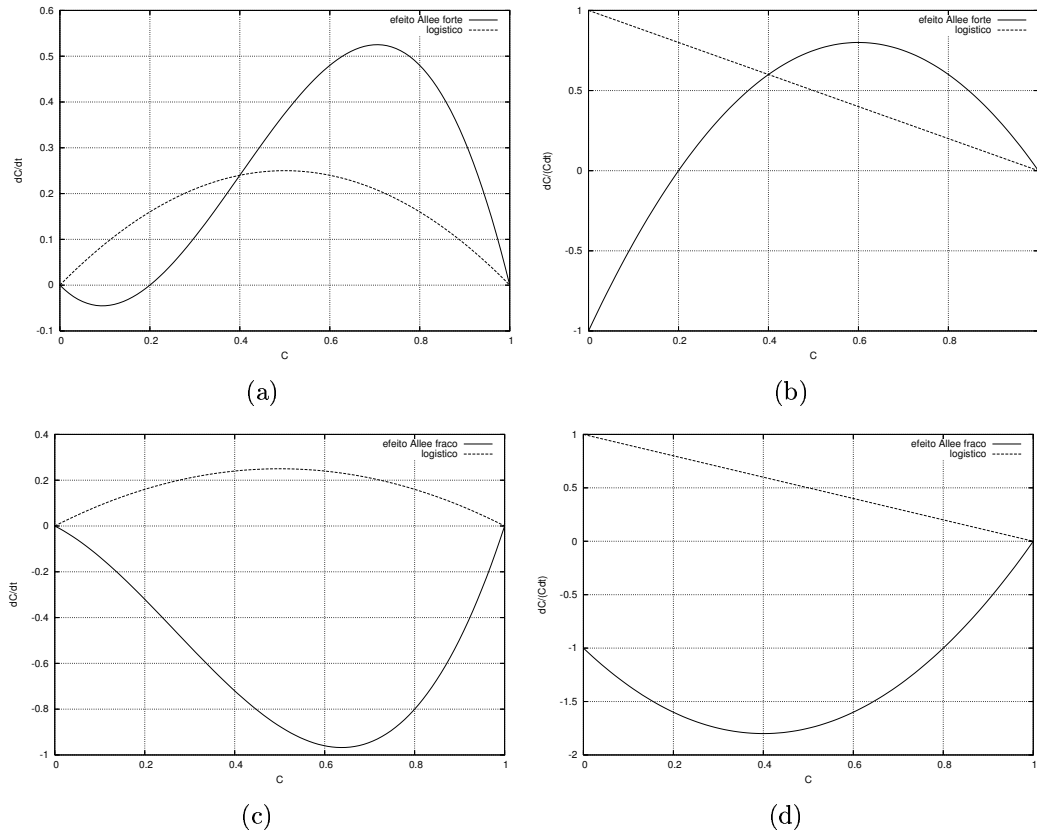 0.6
0.5
0.4
0.3
0.2
0.1
0
-0.1
dC/dt
efeito Allee forte
logistico
0 0.2 0.4 0.6 0.8 1
C
(a)
1
0.5
0
-0.5
-1
dC/(Cdt)
efeito Allee forte
logistico
0 0.2 0.4 0.6 0.8 1
C
(b)
0.4
0.2
0
-0.2
-0.4
-0.6
-0.8
-1
dC/dt
efeito Allee fraco
logistico
0 0.2 0.4 0.6 0.8 1
C
(c)
1
0.5
0
-0.5
-1
-1.5
-2
dC/(Cdt)
efeito Allee fraco
logistico
0 0.2 0.4 0.6 0.8 1
C
(d)